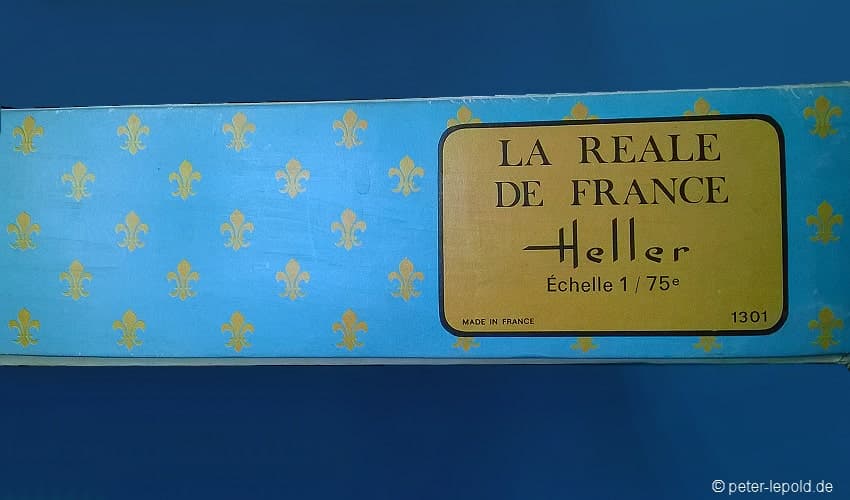 LA REALE
DE FRANCE
Heller
Échelle 1 / 75e
MADE IN FRANCE 1301
© peter-lepold.de